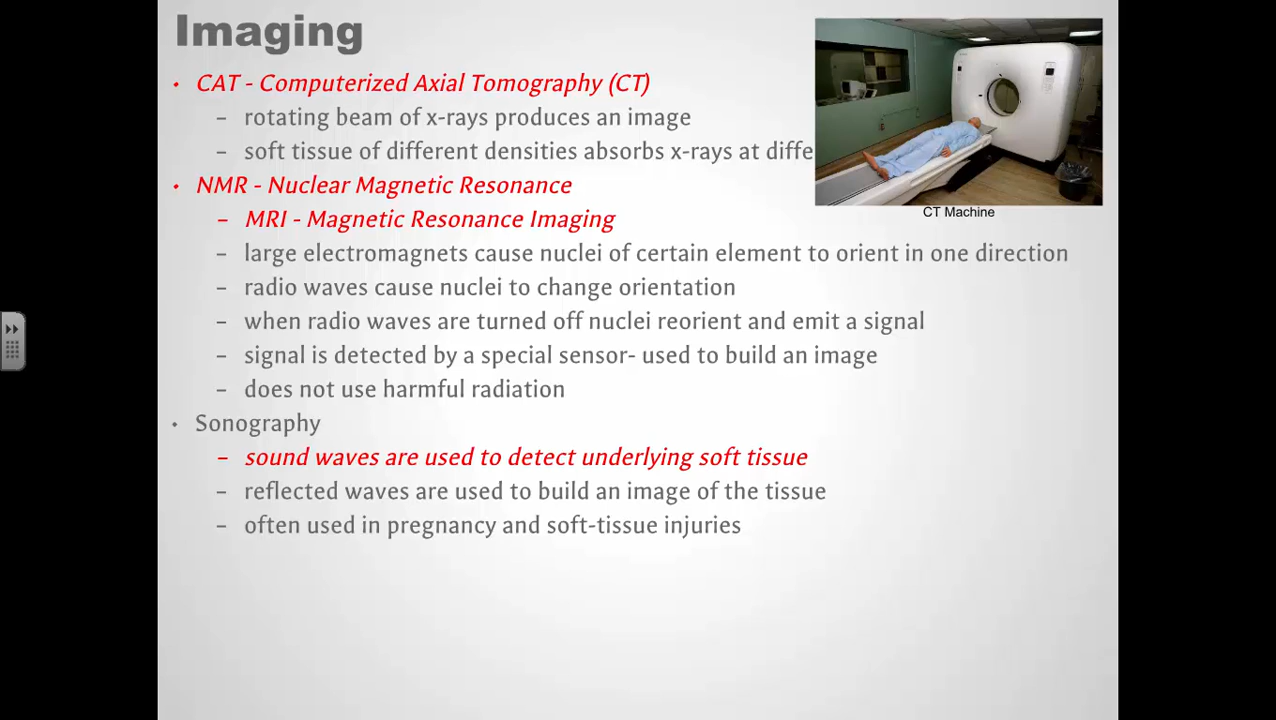 Imaging
• CAT - Computerized Axial Tomography (CT)
– rotating beam of x-rays produces an image
– soft tissue of different densities absorbs x-rays at
• NMR - Nuclear Magnetic Resonance
– MRI - Magnetic Resonance Imaging
CT Machine
– large electromagnets cause nuclei of certain element to orient in one direction
– radio waves cause nuclei to change orientation
– when radio waves are turned off nuclei reorient and emit a signal
– signal is detected by a special sensor- used to build an image
– does not use harmful radiation
• Sonography
– sound waves are used to detect underlying soft tissue
– reflected waves are used to build an image of the tissue
– often used in pregnancy and soft-tissue injuries